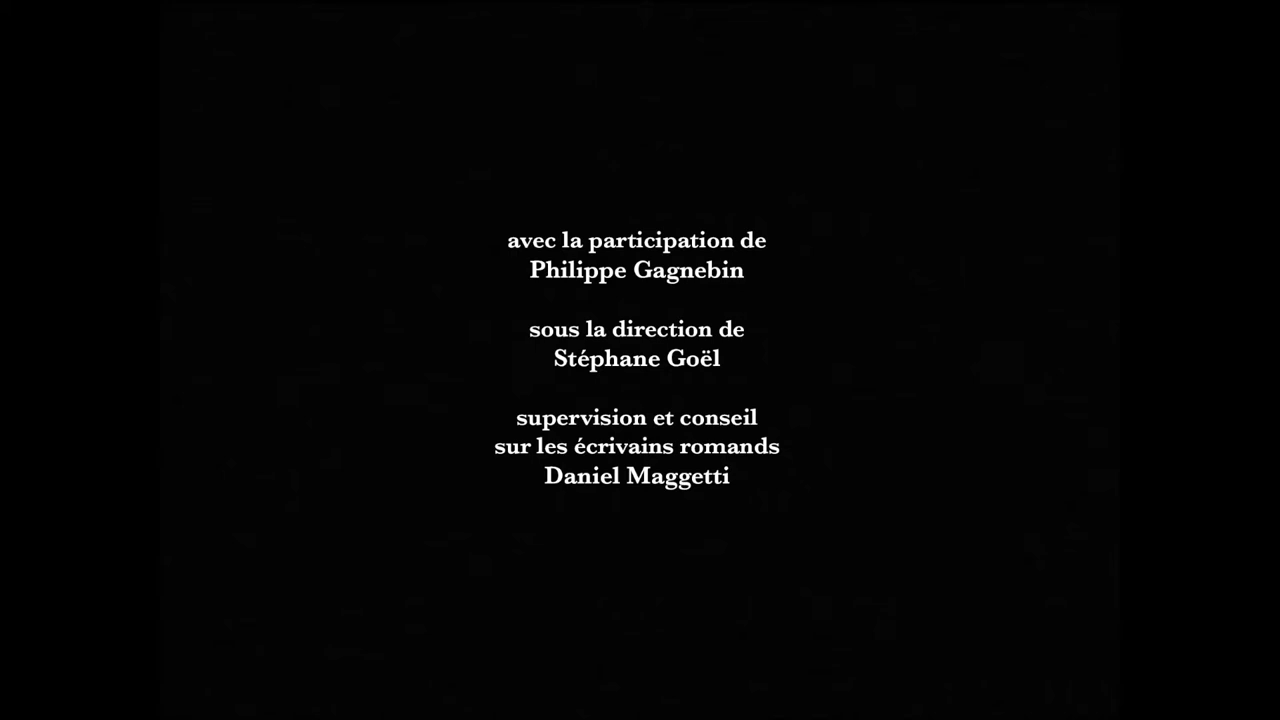 avec la participation de
Philippe Gagnebin
sous la direction de
Stéphane Goël
supervision et conseil
sur les écrivains romands
Daniel Maggetti